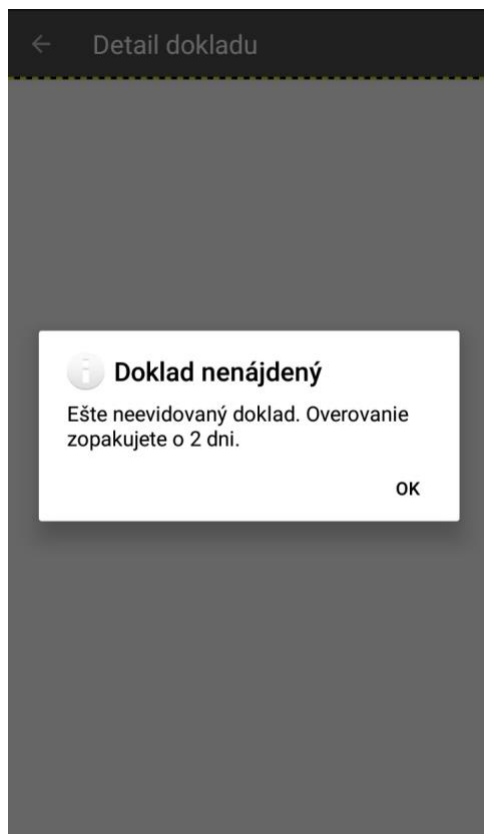 Detail dokladu
Doklad nenájdený
Ešte neevidovaný doklad. Overovanie
zopakujete o 2 dni.
OK